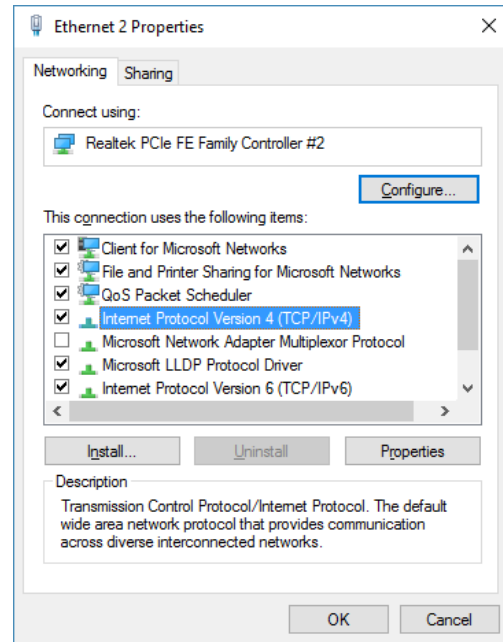 Ethernet 2 Properties
Networking
Sharing
Connect using:
Realtek PCIe FE Family Controller #2
Configure...
This connection uses the following items:
Client for Microsoft Networks
File and Printer Sharing for Microsoft Networks
QoS Packet Scheduler
Internet Protocol Version 4 (TCP/IPv4)
Microsoft Network Adapter Multiplexor Protocol
Microsoft LLDP Protocol Driver
Internet Protocol Version 6 (TCP/IPv6)
Install...
Uninstall
Properties
Description
Transmission Control Protocol/Internet Protocol. The default
wide area network protocol that provides communication
across diverse interconnected networks.
OK
Cancel